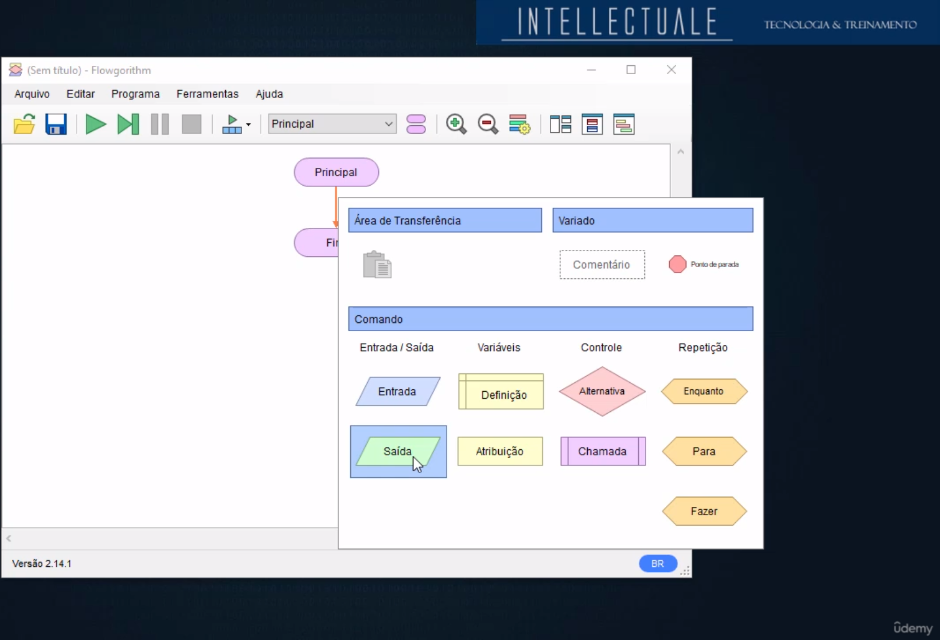 INTELLECTUALE
TECNOLOGIA & TREINAMENTO
(Sem título) - Flowgorithm
Arquivo Editar Programa Ferramentas Ajuda
Principal
Principal
Fi
Área de Transferência
Variado
Comentário
Ponto de parada
Comando
Entrada / Saída Variáveis Controle Repetição
Entrada Definição Alternativa Enquanto
Saída Atribuição Chamada Para
Fazer
Versão 2.14.1
BR
ûdemy